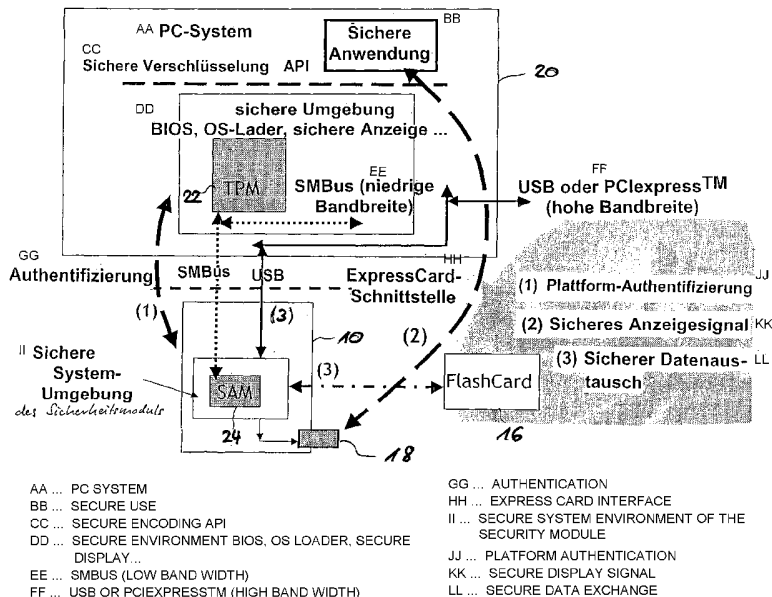 AA PC-System
BB
Sichere
Anwendung
CC
Sichere Verschlüsselung API
20
DD
sichere Umgebung
BIOS, OS-Lader, sichere Anzeige ...
22
TPM
EE
SMBus (niedrige
Bandbreite)
FF
USB oder PCIexpress™
(hohe Bandbreite)
GG
Authentifizierung
SMBus
USB
HH
ExpressCard-
Schnittstelle
JJ
(1) Plattform-Authentifizierung
(2) Sicheres Anzeigesignal KK
(3) Sicherer Datenaus-
tausch
LL
(1)
(3)
10
(2)
II Sichere
System-
Umgebung
des Sicherheitsmoduls
(3)
SAM
24
FlashCard
16
18
AA ... PC SYSTEM
BB ... SECURE USE
CC ... SECURE ENCODING API
DD ... SECURE ENVIRONMENT BIOS, OS LOADER, SECURE
DISPLAY...
EE ... SMBUS (LOW BAND WIDTH)
FF ... USB OR PCIEXPRESSTM (HIGH BAND WIDTH)
GG ... AUTHENTICATION
HH ... EXPRESS CARD INTERFACE
II ... SECURE SYSTEM ENVIRONMENT OF THE
SECURITY MODULE
JJ ... PLATFORM AUTHENTICATION
KK ... SECURE DISPLAY SIGNAL
LL ... SECURE DATA EXCHANGE